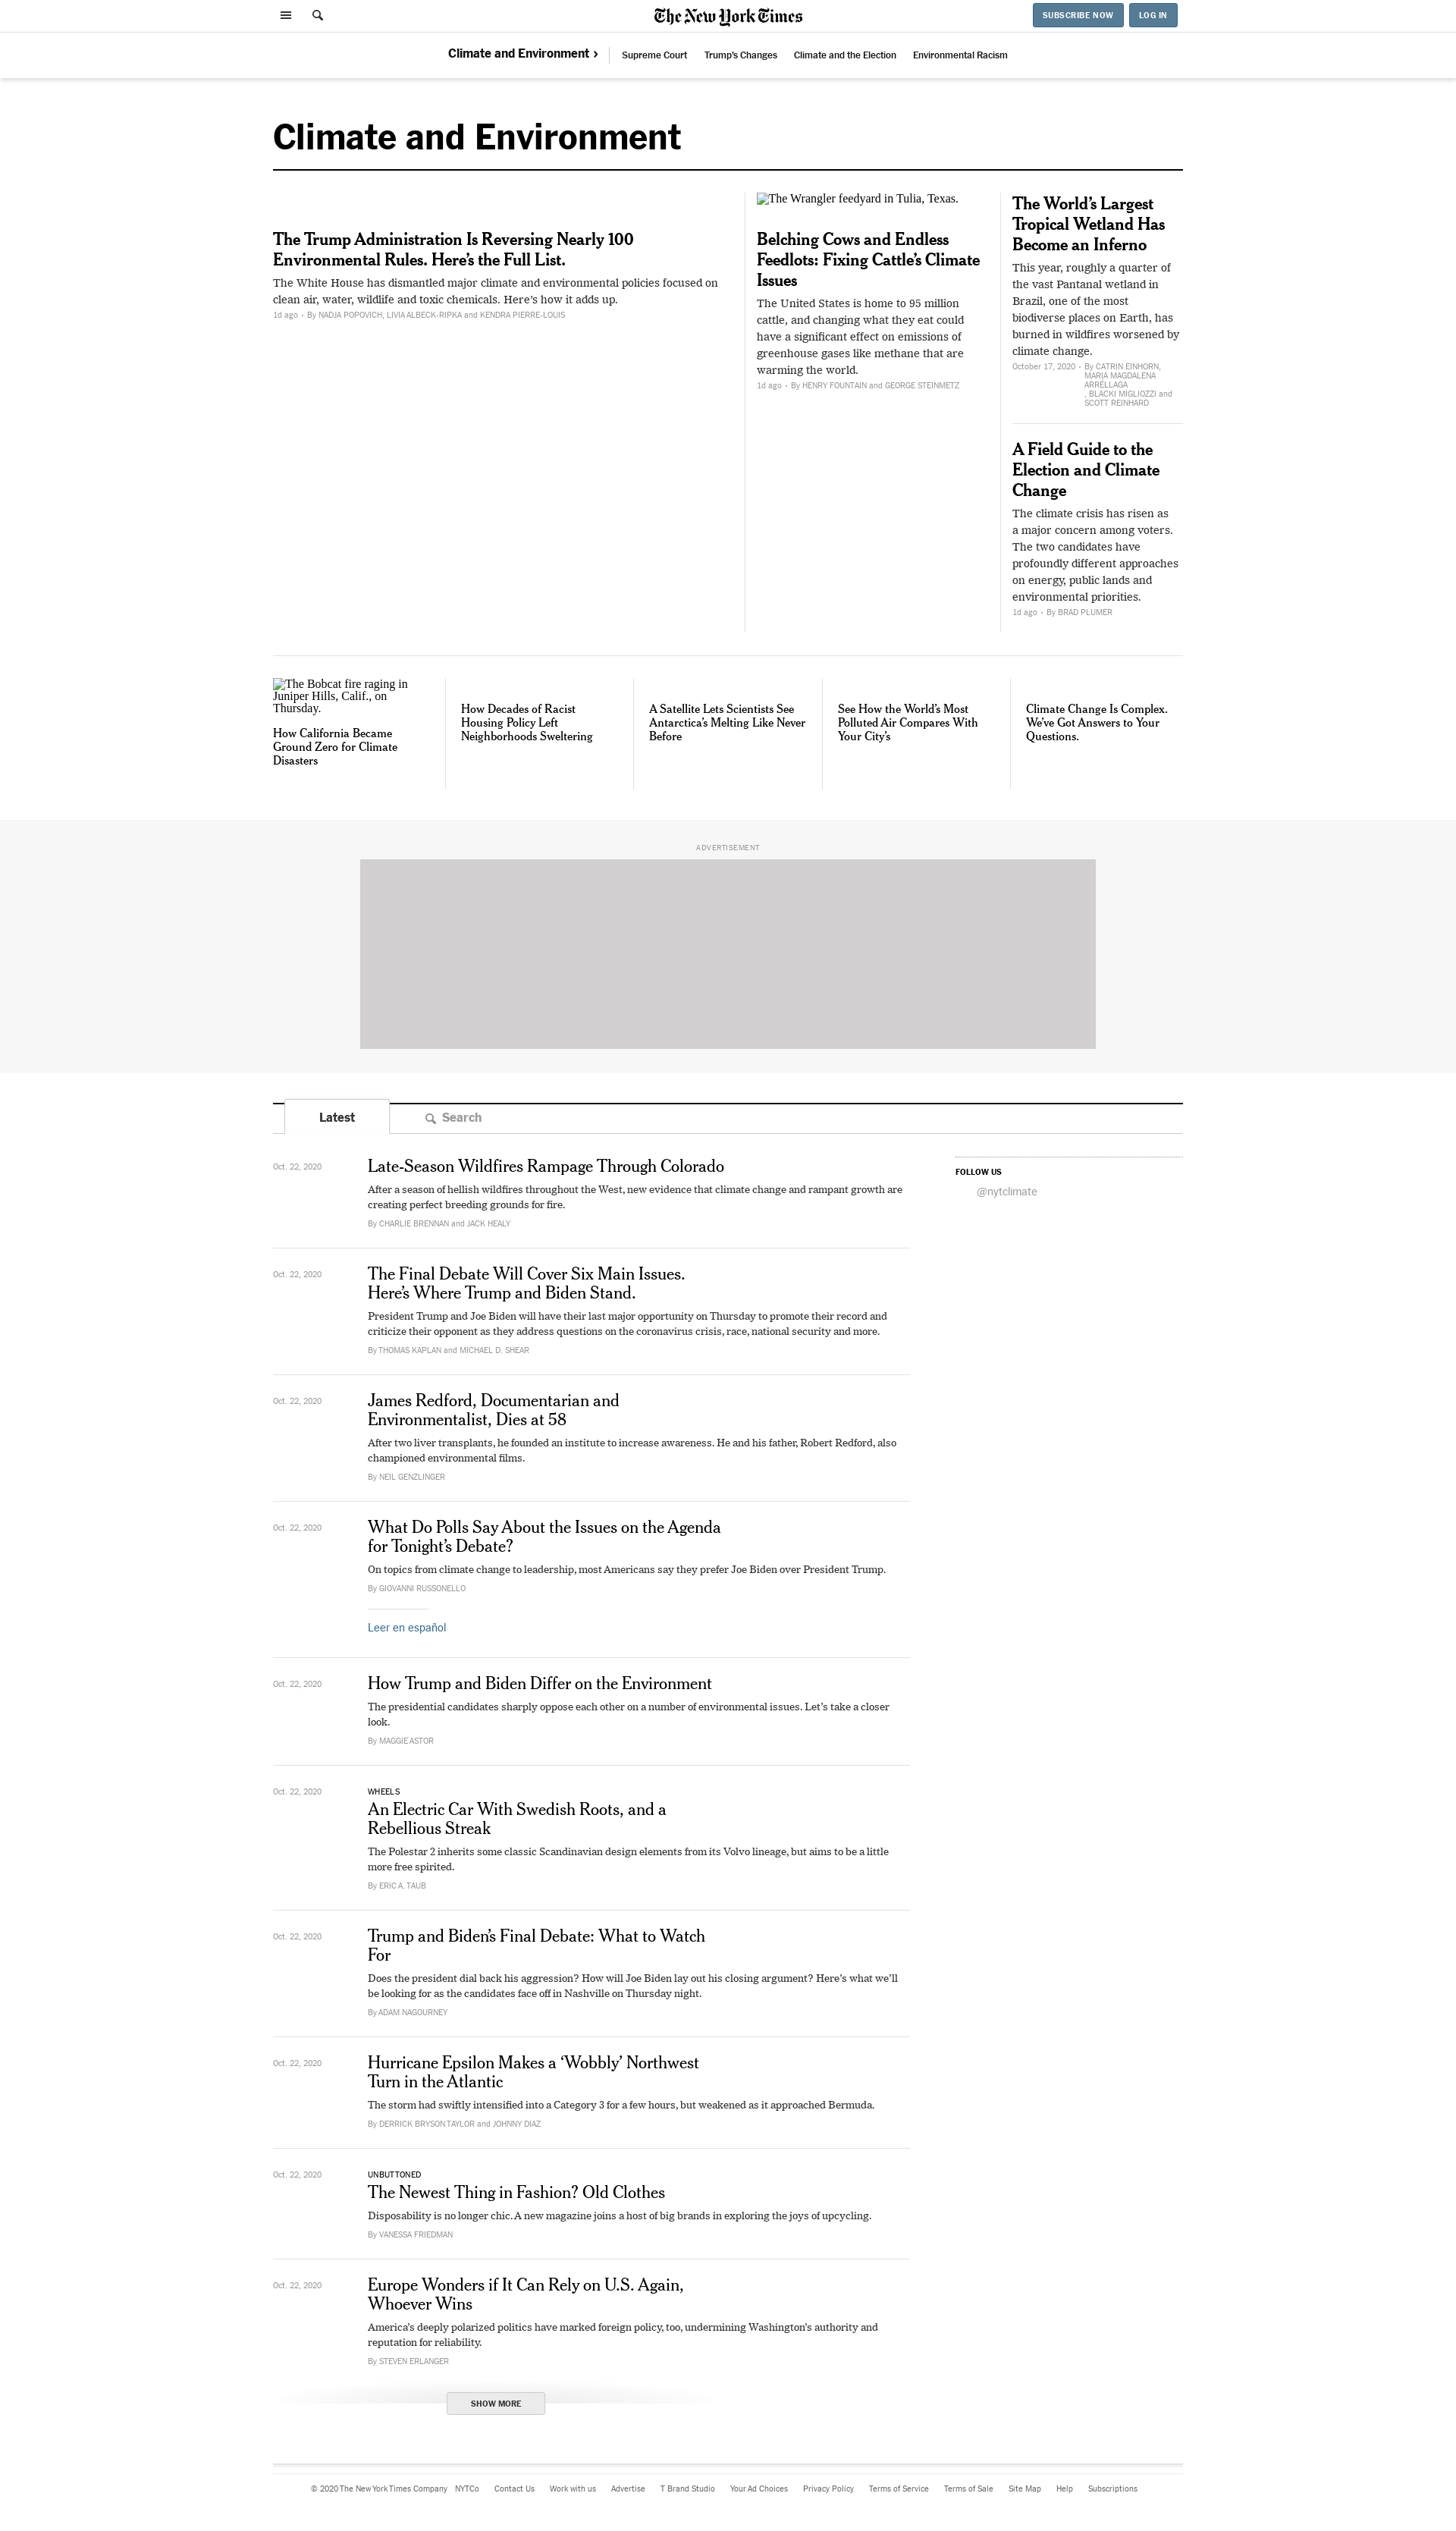 The New York Times
SUBSCRIBE NOW
LOG IN
Climate and Environment ›
Supreme Court
Trump's Changes
Climate and the Election
Environmental Racism
Climate and Environment
The Trump Administration Is Reversing Nearly 100
Environmental Rules. Here's the Full List.
The White House has dismantled major climate and environmental policies focused on
clean air, water, wildlife and toxic chemicals. Here's how it adds up.
1d ago • By NADJA POPOVICH, LIVIA ALBECK-RIPKA and KENDRA PIERRE-LOUIS
The Wrangler feedyard in Tulia, Texas.
Belching Cows and Endless
Feedlots: Fixing Cattle's Climate
Issues
The United States is home to 95 million
cattle, and changing what they eat could
have a significant effect on emissions of
greenhouse gases like methane that are
warming the world.
1d ago • By HENRY FOUNTAIN and GEORGE STEINMETZ
The World's Largest
Tropical Wetland Has
Become an Inferno
This year, roughly a quarter of
the vast Pantanal wetland in
Brazil, one of the most
biodiverse places on Earth, has
burned in wildfires worsened by
climate change.
October 17, 2020 • By CATRIN EINHORN,
MARIA MAGDALENA
ARRÉLLAGA
, BLACKI MIGLIOZZI and
SCOTT REINHARD
A Field Guide to the
Election and Climate
Change
The climate crisis has risen as
a major concern among voters.
The two candidates have
profoundly different approaches
on energy, public lands and
environmental priorities.
1d ago • By BRAD PLUMER
The Bobcat fire raging in
Juniper Hills, Calif., on
Thursday.
How California Became
Ground Zero for Climate
Disasters
How Decades of Racist
Housing Policy Left
Neighborhoods Sweltering
A Satellite Lets Scientists See
Antarctica's Melting Like Never
Before
See How the World's Most
Polluted Air Compares With
Your City's
Climate Change Is Complex.
We've Got Answers to Your
Questions.
ADVERTISEMENT
Latest
Search
Oct. 22, 2020
Late-Season Wildfires Rampage Through Colorado
After a season of hellish wildfires throughout the West, new evidence that climate change and rampant growth are
creating perfect breeding grounds for fire.
By CHARLIE BRENNAN and JACK HEALY
FOLLOW US
@nytclimate
Oct. 22, 2020
The Final Debate Will Cover Six Main Issues.
Here's Where Trump and Biden Stand.
President Trump and Joe Biden will have their last major opportunity on Thursday to promote their record and
criticize their opponent as they address questions on the coronavirus crisis, race, national security and more.
By THOMAS KAPLAN and MICHAEL D. SHEAR
Oct. 22, 2020
James Redford, Documentarian and
Environmentalist, Dies at 58
After two liver transplants, he founded an institute to increase awareness. He and his father, Robert Redford, also
championed environmental films.
By NEIL GENZLINGER
Oct. 22, 2020
What Do Polls Say About the Issues on the Agenda
for Tonight's Debate?
On topics from climate change to leadership, most Americans say they prefer Joe Biden over President Trump.
By GIOVANNI RUSSONELLO
Leer en español
Oct. 22, 2020
How Trump and Biden Differ on the Environment
The presidential candidates sharply oppose each other on a number of environmental issues. Let's take a closer
look.
By MAGGIE ASTOR
Oct. 22, 2020
WHEELS
An Electric Car With Swedish Roots, and a
Rebellious Streak
The Polestar 2 inherits some classic Scandinavian design elements from its Volvo lineage, but aims to be a little
more free spirited.
By ERIC A. TAUB
Oct. 22, 2020
Trump and Biden's Final Debate: What to Watch
For
Does the president dial back his aggression? How will Joe Biden lay out his closing argument? Here's what we'll
be looking for as the candidates face off in Nashville on Thursday night.
By ADAM NAGOURNEY
Oct. 22, 2020
Hurricane Epsilon Makes a ‘Wobbly’ Northwest
Turn in the Atlantic
The storm had swiftly intensified into a Category 3 for a few hours, but weakened as it approached Bermuda.
By DERRICK BRYSON TAYLOR and JOHNNY DIAZ
Oct. 22, 2020
UNBUTTONED
The Newest Thing in Fashion? Old Clothes
Disposability is no longer chic. A new magazine joins a host of big brands in exploring the joys of upcycling.
By VANESSA FRIEDMAN
Oct. 22, 2020
Europe Wonders if It Can Rely on U.S. Again,
Whoever Wins
America's deeply polarized politics have marked foreign policy, too, undermining Washington's authority and
reputation for reliability.
By STEVEN ERLANGER
SHOW MORE
© 2020 The New York Times Company NYTCo Contact Us Work with us Advertise T Brand Studio Your Ad Choices Privacy Policy Terms of Service Terms of Sale Site Map Help Subscriptions